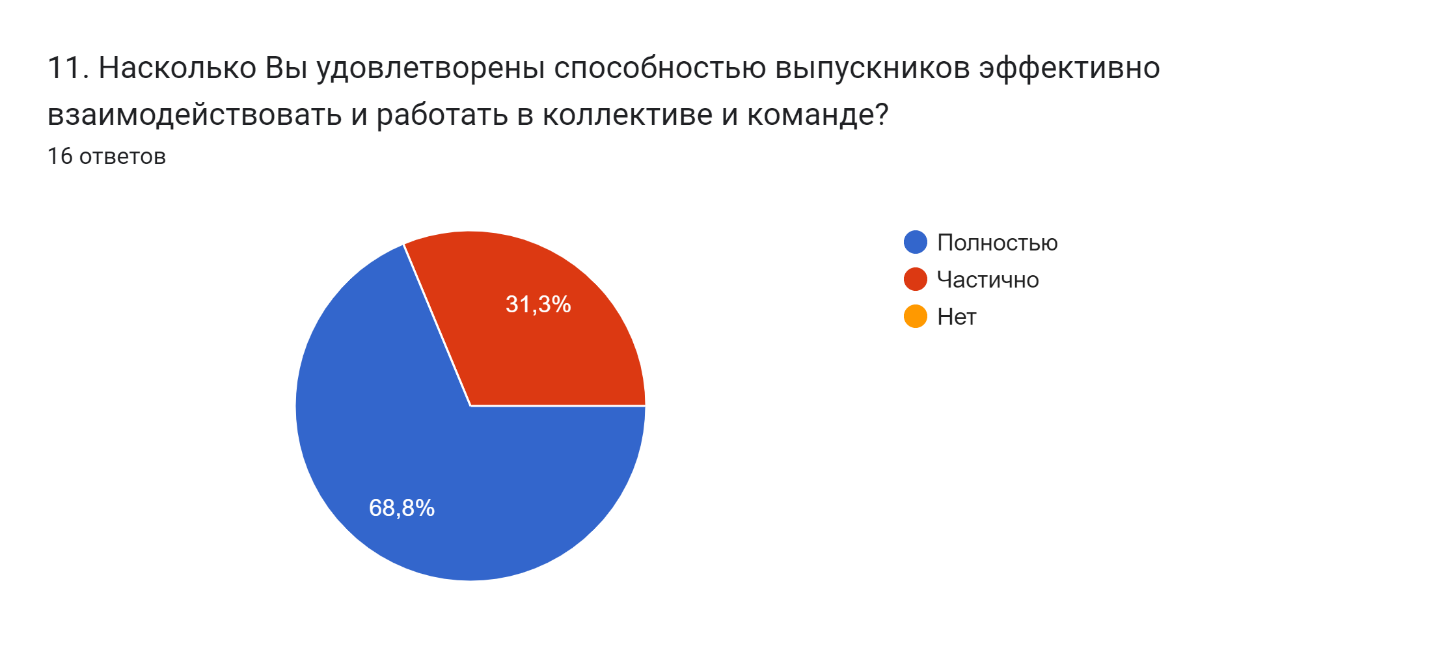 11. Насколько Вы удовлетворены способностью выпускников эффективно
взаимодействовать и работать в коллективе и команде?
16 ответов
Полностью
Частично
Нет
31,3%
68,8%